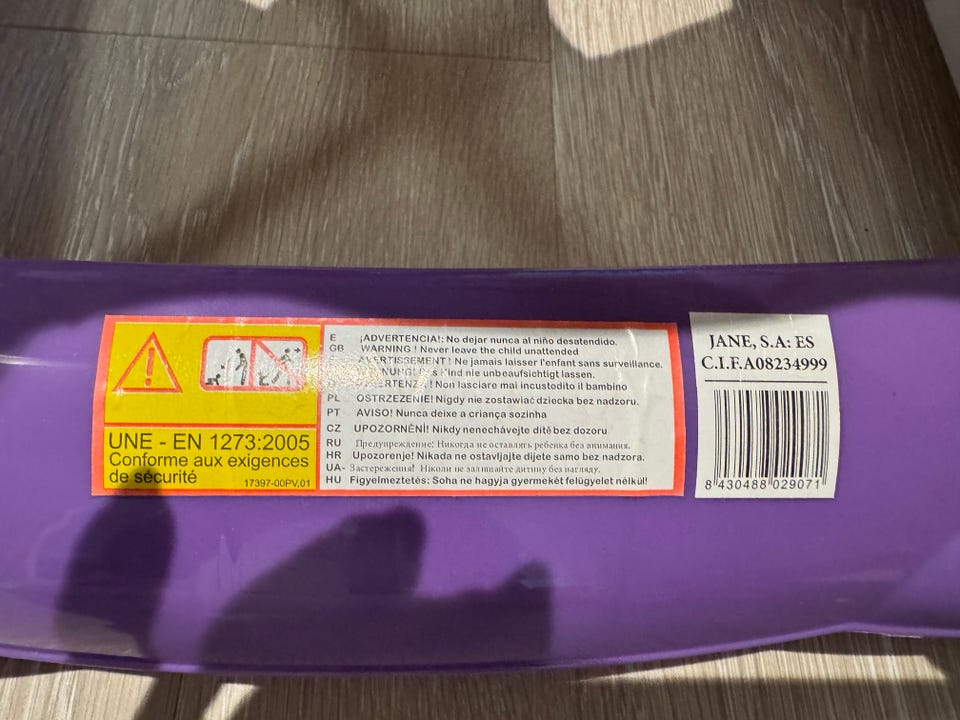 UNE - EN 1273:2005
Conforme aux exigences
de sécurité
17397-00PV,01
E ¡ADVERTENCIA!: No dejar nunca al niño desatendido.
GB WARNING ! Never leave the child unattended
AVERTISSEMENT ! Ne jamais laisser l'enfant sans surveillance.
Kind nie unbeaufsichtigt lassen.
Non lasciare mai incustodito il bambino
PL OSTRZEZENIE! Nigdy nie zostawiać dziecka bez nadzoru.
PT AVISO! Nunca deixe a criança sozinha
CZ UPOZORNĚNÍ! Nikdy nenechávejte dítě bez dozoru
RU Предупреждение! Никогда не оставлять ребенка без внимания.
HR Upozorenje! Nikada ne ostavljajte dijete samo bez nadzora.
UA- Застереження! Ніколи не залишайте дитину без нагляду.
HU Figyelmeztetés: Soha ne hagyja gyermekét felügyelet nélkül!
JANE, S.A: ES
C.I.F.A08234999
8 430488 029071